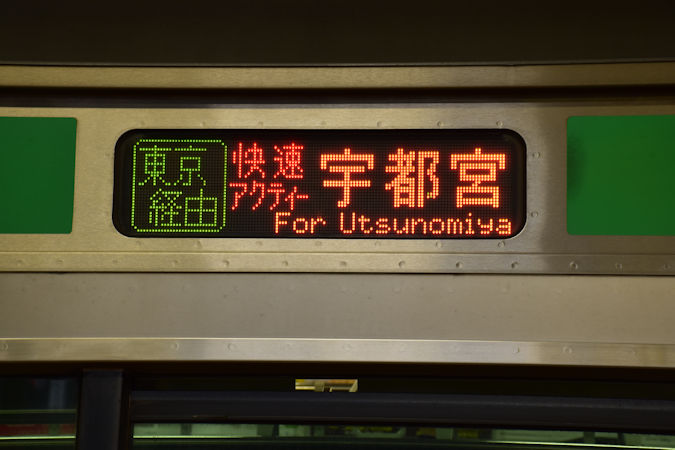 東京
経由
快速
アクティー
宇都宮
For Utsunomiya